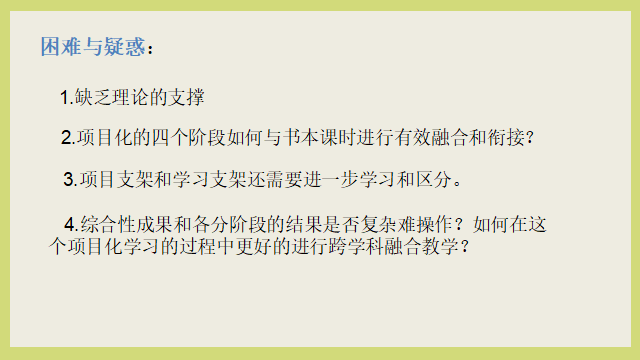 困难与疑惑：
1.缺乏理论的支撑
2.项目化的四个阶段如何与书本课时进行有效融合和衔接？
3.项目支架和学习支架还需要进一步学习和区分。
4.综合性成果和各分阶段的结果是否复杂难操作？如何在这
个项目化学习的过程中更好的进行跨学科融合教学？